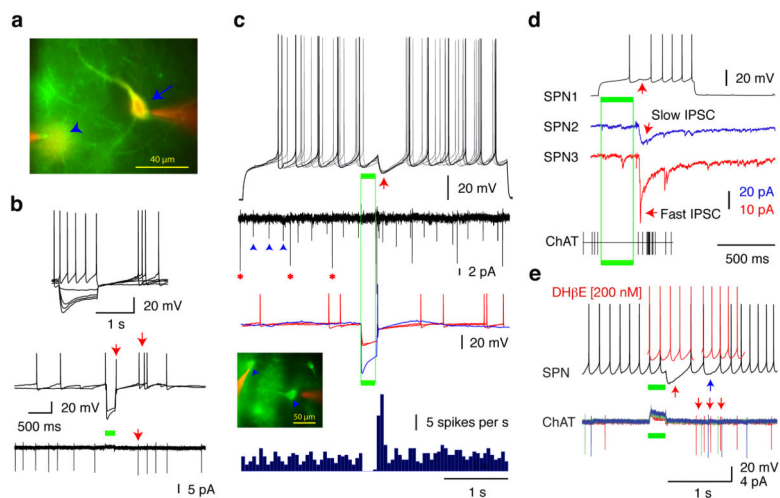 a
40 µm
b
20 mV
1 s
20 mV
500 ms
5 pA
c
20 mV
2 pA
* * *
20 mV
50 µm
5 spikes per s
1 s
d
20 mV
SPN1
Slow IPSC
SPN2
SPN3
20 pA
10 pA
Fast IPSC
ChAT
500 ms
e
DHβE [200 nM]
SPN
ChAT
20 mV
4 pA
1 s